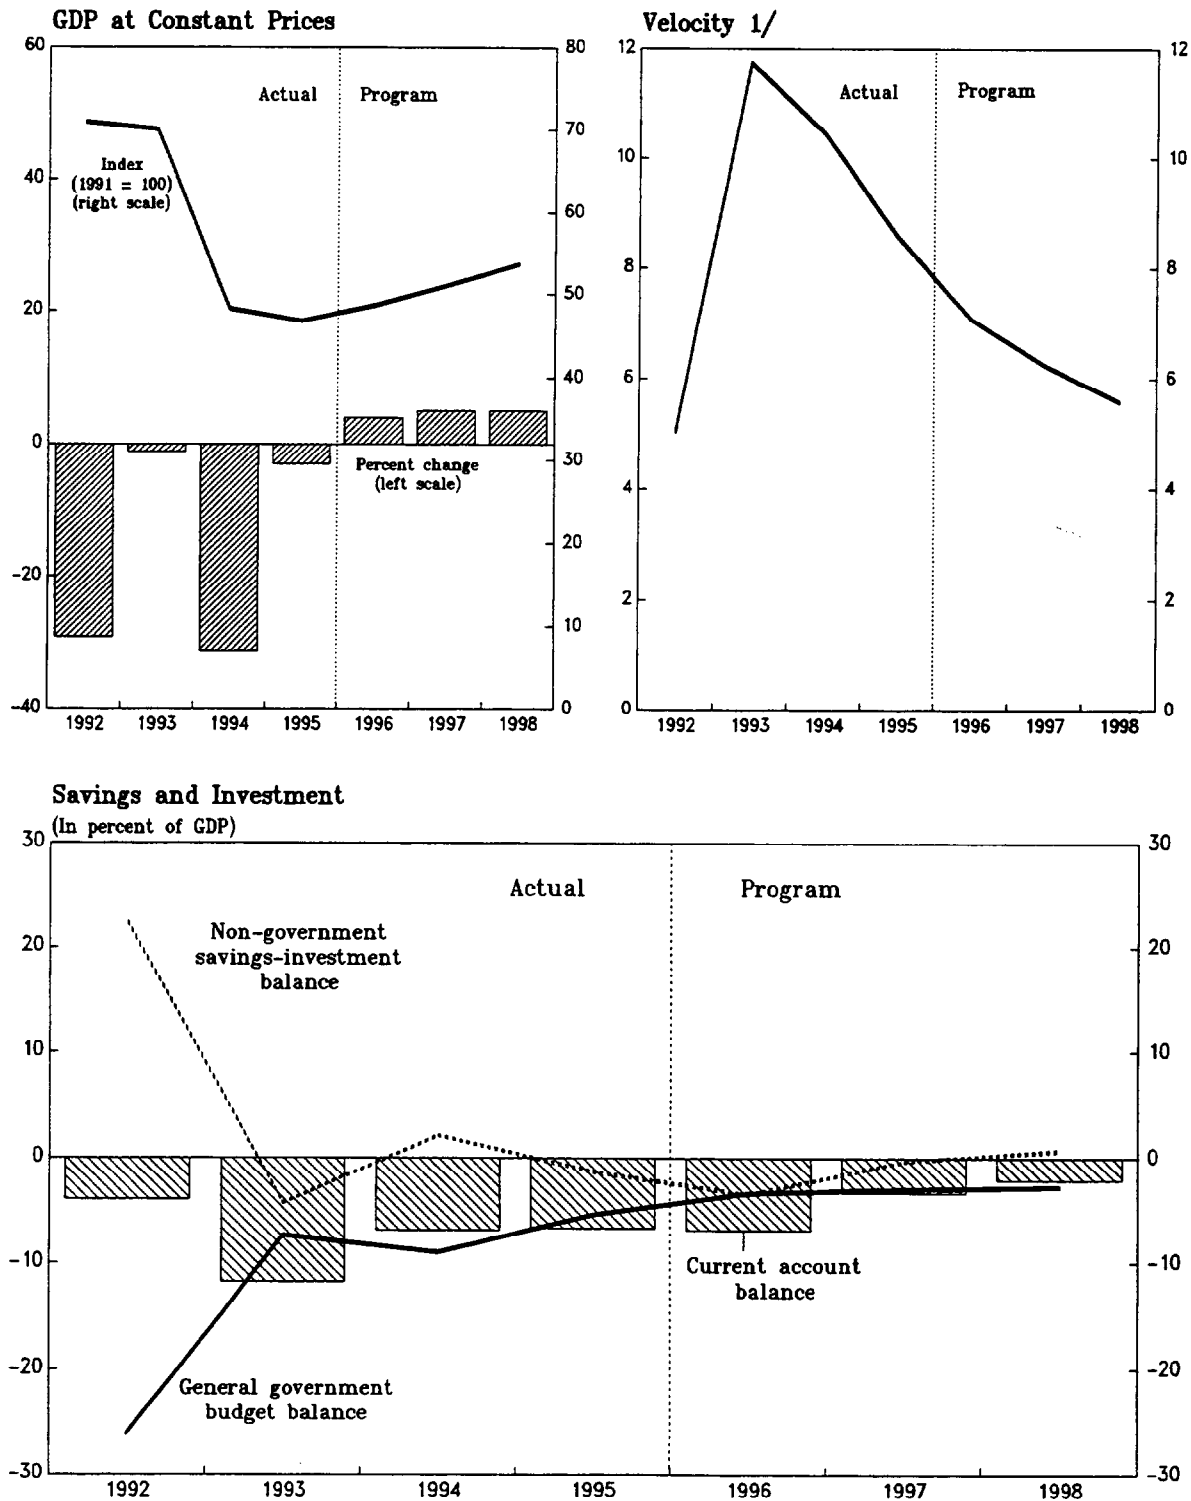 GDP at Constant Prices
60
40
20
0
-20
-40
80
70
60
50
40
30
20
10
0
Actual
Program
Index
(1991 = 100)
(right scale)
Percent change
(left scale)
1992 1993 1994 1995 1996 1997 1998
Velocity 1/
12
10
8
6
4
2
0
12
10
8
6
4
2
0
Actual
Program
1992 1993 1994 1995 1996 1997 1998
Savings and Investment
(In percent of GDP)
30
20
10
0
-10
-20
-30
30
20
10
0
-10
-20
-30
Actual
Program
Non-government
savings-investment
balance
Current account
balance
General government
budget balance
1992 1993 1994 1995 1996 1997 1998